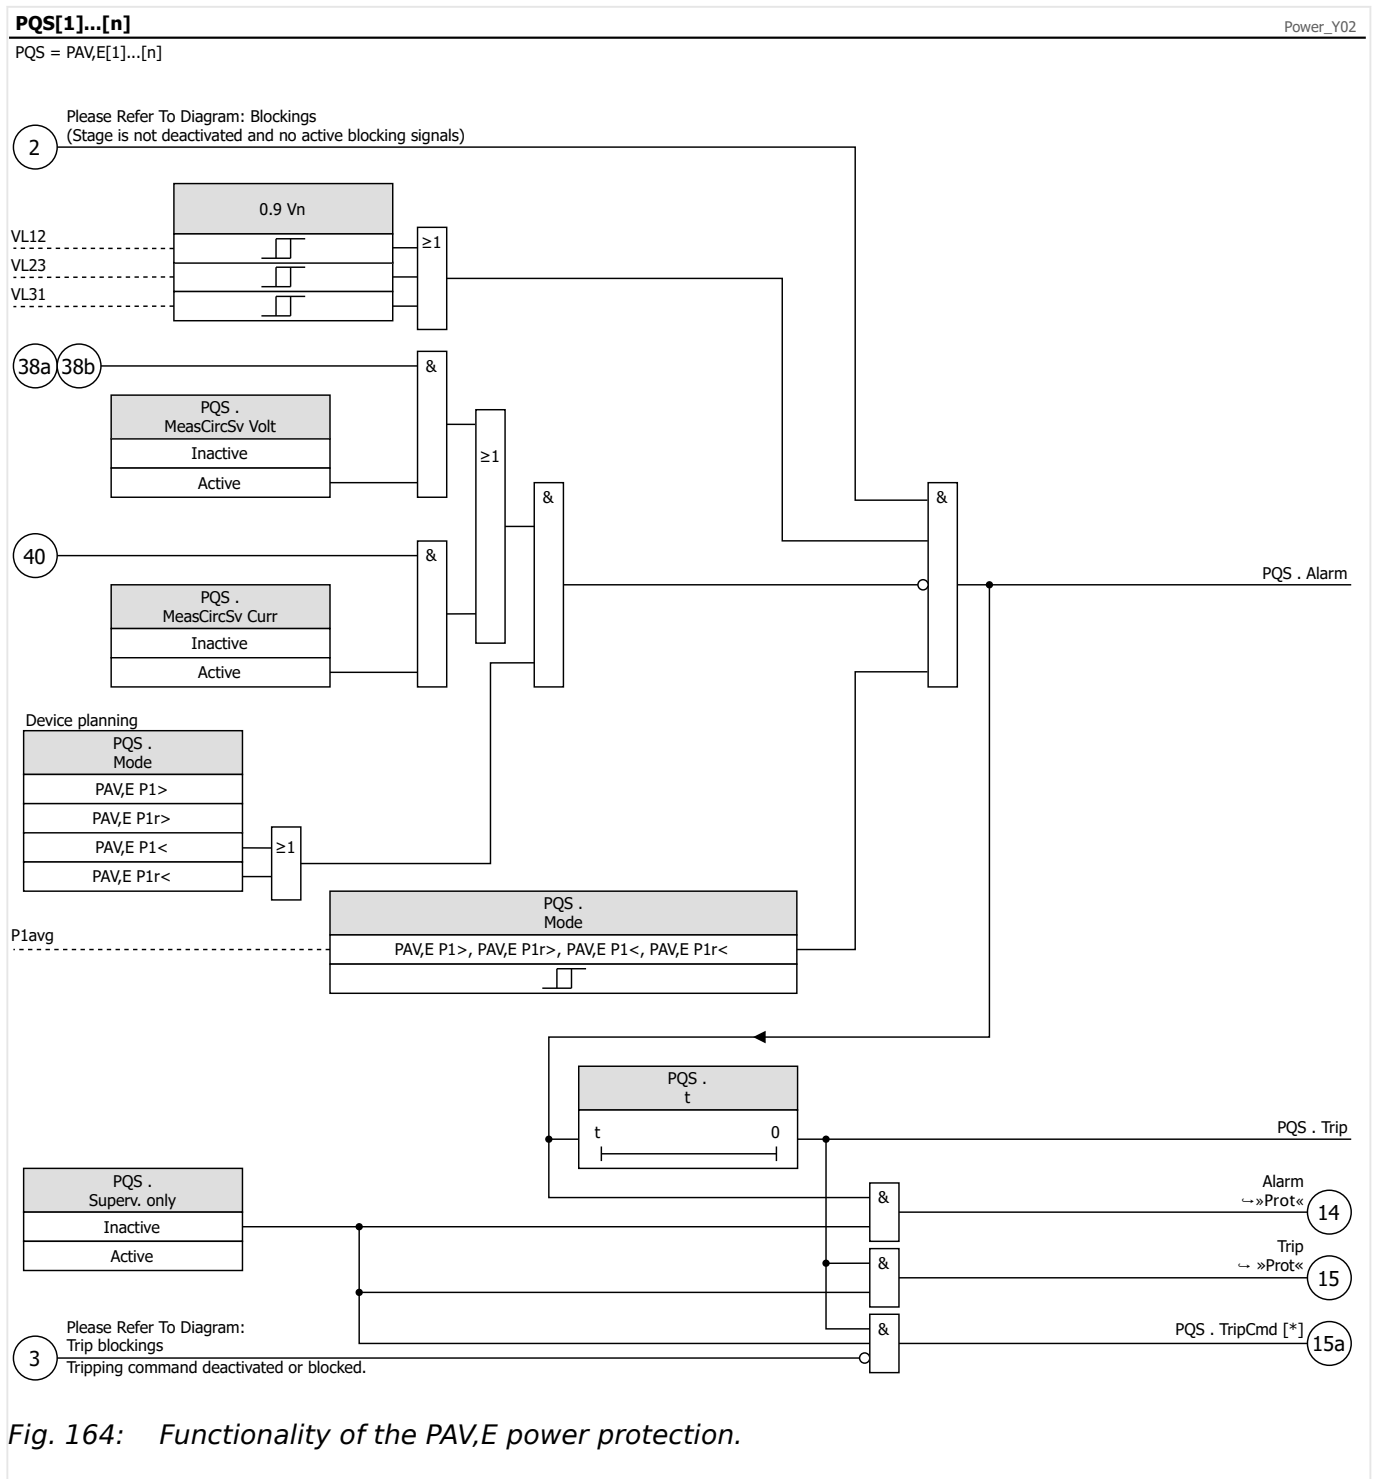 PQS[1]...[n]
Power_Y02
PQS = PAV,E[1]...[n]
Please Refer To Diagram: Blockings
(Stage is not deactivated and no active blocking signals)
2
0.9 Vn
VL12
VL23
VL31
≥1
38a
38b
&
PQS .
MeasCircSv Volt
Inactive
Active
≥1
&
&
40
&
PQS .
MeasCircSv Curr
Inactive
Active
PQS . Alarm
Device planning
PQS .
Mode
PAV,E P1>
PAV,E P1r>
PAV,E P1<
PAV,E P1r<
≥1
PQS .
Mode
P1avg
PAV,E P1>, PAV,E P1r>, PAV,E P1<, PAV,E P1r<
PQS .
t
t
0
PQS . Trip
PQS .
Superv. only
Inactive
Active
&
Alarm
↪»Prot«
14
&
Trip
↪ »Prot«
15
&
PQS . TripCmd [*]
15a
Please Refer To Diagram:
Trip blockings
3
Tripping command deactivated or blocked.
Fig. 164: Functionality of the PAV,E power protection.